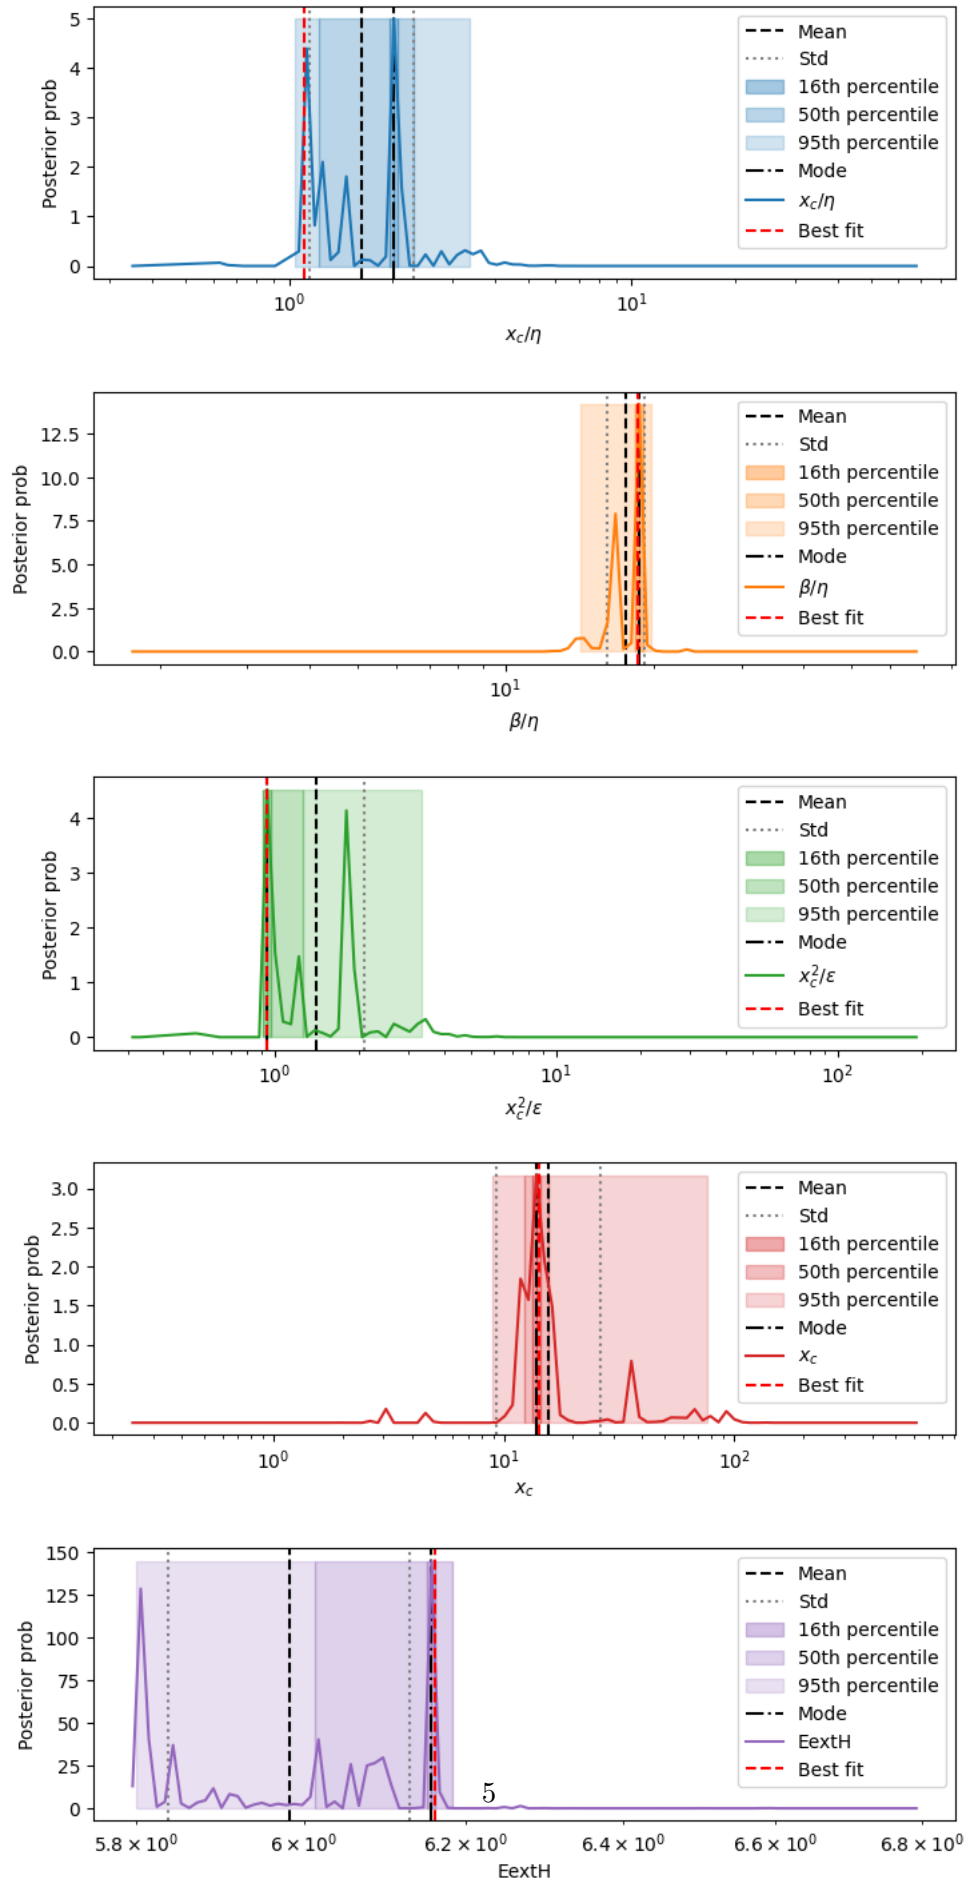 5
4
3
2
1
0
Posterior prob
10⁰
10¹
x_c/η
Mean
Std
16th percentile
50th percentile
95th percentile
Mode
x_c/η
Best fit
12.5
10.0
7.5
5.0
2.5
0.0
Posterior prob
10¹
β/η
Mean
Std
16th percentile
50th percentile
95th percentile
Mode
β/η
Best fit
4
3
2
1
0
Posterior prob
10⁰
10¹
10²
x_c²/ε
Mean
Std
16th percentile
50th percentile
95th percentile
Mode
x_c²/ε
Best fit
3.0
2.5
2.0
1.5
1.0
0.5
0.0
Posterior prob
10⁰
10¹
10²
x_c
Mean
Std
16th percentile
50th percentile
95th percentile
Mode
x_c
Best fit
150
125
100
75
50
25
0
Posterior prob
5.8 × 10⁰
6 × 10⁰
6.2 × 10⁰
6.4 × 10⁰
6.6 × 10⁰
6.8 × 10⁰
EextH
Mean
Std
16th percentile
50th percentile
95th percentile
Mode
EextH
Best fit
5